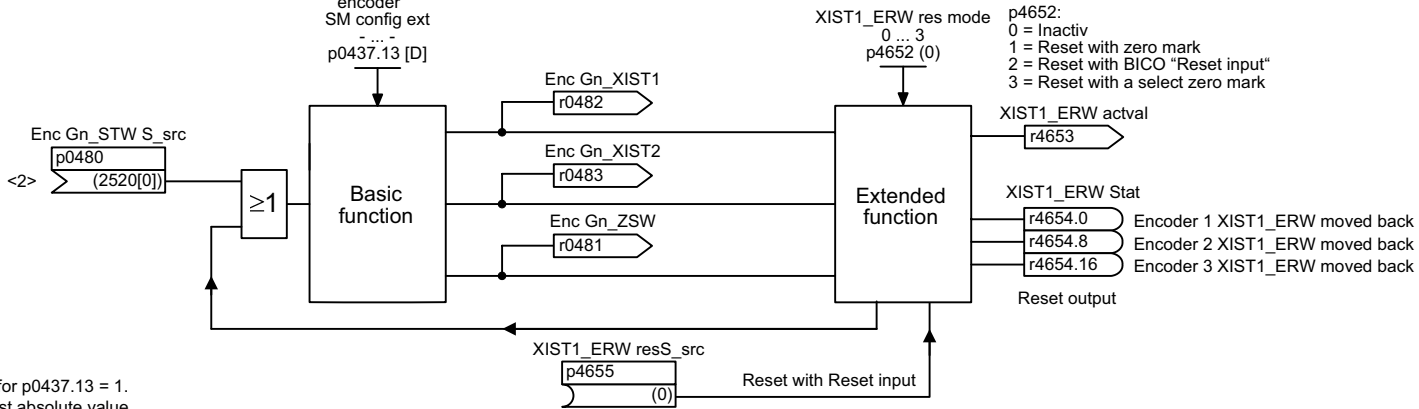 encoder
SM config ext
- ... -
p0437.13 [D]
XIST1_ERW res mode
0 ... 3
p4652 (0)
p4652:
0 = Inactiv
1 = Reset with zero mark
2 = Reset with BICO "Reset input"
3 = Reset with a select zero mark
Enc Gn_STW S_src
p0480
<2>
(2520[0])
≥1
Basic
function
Enc Gn_XIST1
r0482
Enc Gn_XIST2
r0483
Enc Gn_ZSW
r0481
Extended
function
XIST1_ERW actval
r4653
XIST1_ERW Stat
r4654.0 Encoder 1 XIST1_ERW moved back
r4654.8 Encoder 2 XIST1_ERW moved back
r4654.16 Encoder 3 XIST1_ERW moved back
Reset output
XIST1_ERW resS_src
p4655
(0)
Reset with Reset input
for p0437.13 = 1.
st absolute value